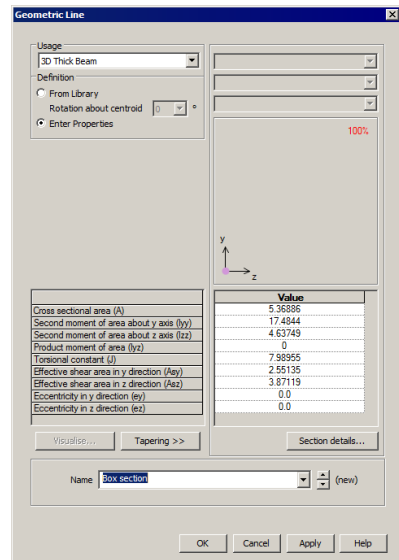 Geometric Line
Usage
3D Thick Beam
Definition
From Library
Rotation about centroid 0 °
Enter Properties
100%
y
z
Value
Cross sectional area (A) 5.36886
Second moment of area about y axis (Iyy) 17.4844
Second moment of area about z axis (Izz) 4.63749
Product moment of area (Iyz) 0
Torsional constant (J) 7.98955
Effective shear area in y direction (Asy) 2.55135
Effective shear area in z direction (Asz) 3.87119
Eccentricity in y direction (ey) 0.0
Eccentricity in z direction (ez) 0.0
Visualise... Tapering >> Section details...
Name Box section (new)
OK Cancel Apply Help